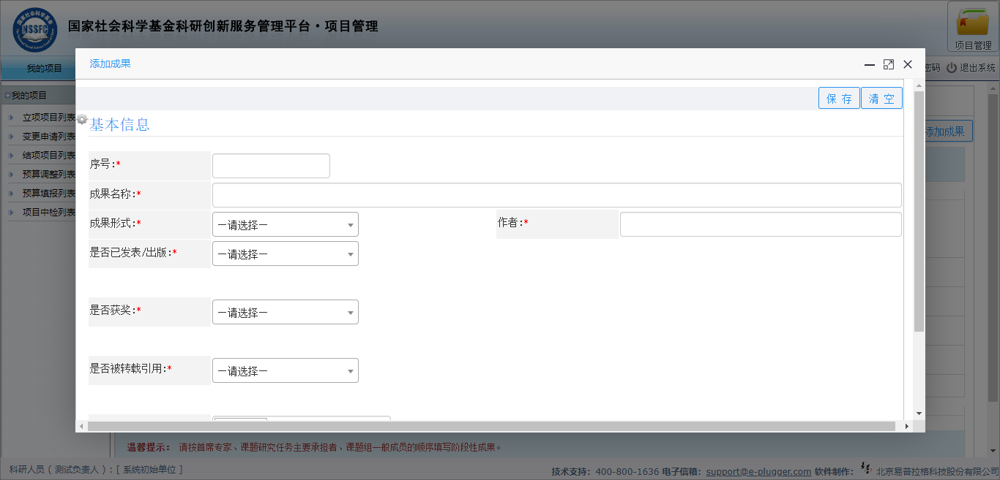 NSSFC
国家社会科学基金科研创新服务管理平台·项目管理
项目管理
我的项目
密码 退出系统
我的项目
立项项目列表
变更申请列表
结项项目列表
预算调整列表
预算填报列表
项目中检列表
添加成果
添加成果
保 存 清 空
基本信息
序号:*
成果名称:*
成果形式:* —请选择— 作者:*
是否已发表/出版:* —请选择—
是否获奖:* —请选择—
是否被转载引用:* —请选择—
温馨提示： 请按首席专家、课题研究任务主要承担者、课题组一般成员的顺序填写阶段性成果。
科研人员 ( 测试负责人 ) : [ 系统初始单位 ]
技术支持：400-800-1636 电子信箱：support@e-plugger.com 软件制作： 北京易普拉格科技股份有限公司